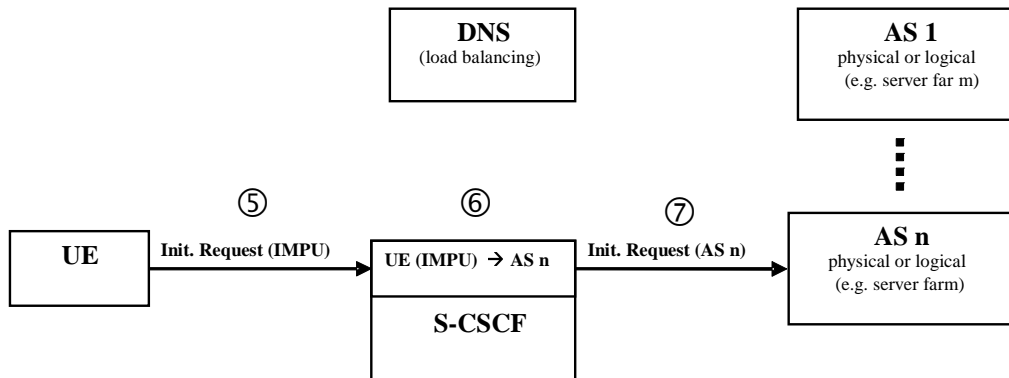 DNS
(load balancing)
AS 1
physical or logical
(e.g. server far m)
⑤
⑥
⑦
UE
Init. Request (IMPU)
UE (IMPU) → AS n
Init. Request (AS n)
AS n
physical or logical
(e.g. server farm)
S-CSCF